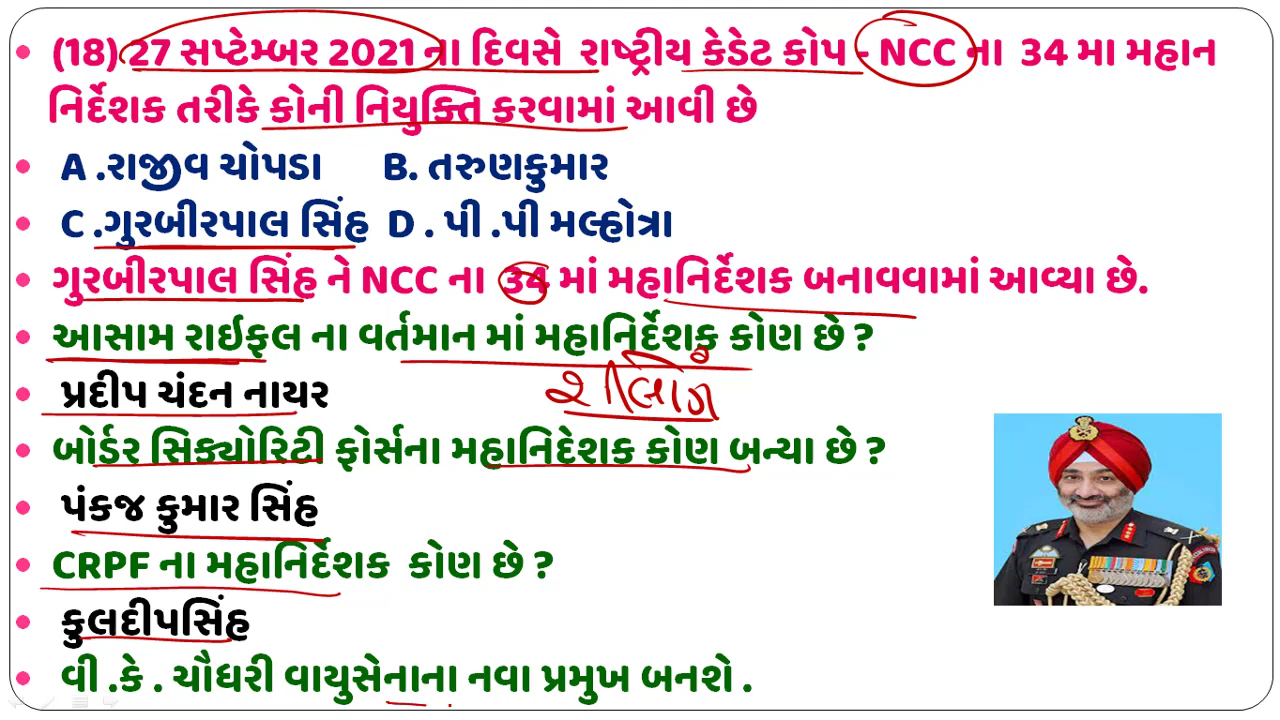 (18) 27 સપ્ટેમ્બર 2021 ના દિવસે રાષ્ટ્રીય કેડેટ કોપ - NCC ના 34 મા મહાન
નિર્દેશક તરીકે કોની નિયુક્તિ કરવામાં આવી છે
A .રાજીવ ચોપડા B. તરુણકુમાર
C .ગુરબીરપાલ સિંહ D . પી .પી મલ્હોત્રા
ગુરબીરપાલ સિંહ ને NCC ના 34 માં મહાનિર્દેશક બનાવવામાં આવ્યા છે.
આસામ રાઇફલ ના વર્તમાન માં મહાનિર્દેશક કોણ છે ?
પ્રદીપ ચંદન નાયર
બોર્ડર સિક્યોરિટી ફોર્સના મહાનિદેશક કોણ બન્યા છે ?
પંકજ કુમાર સિંહ
CRPF ના મહાનિર્દેશક કોણ છે ?
કુલદીપસિંહ
વી .કે . ચૌધરી વાયુસેનાના નવા પ્રમુખ બનશે .